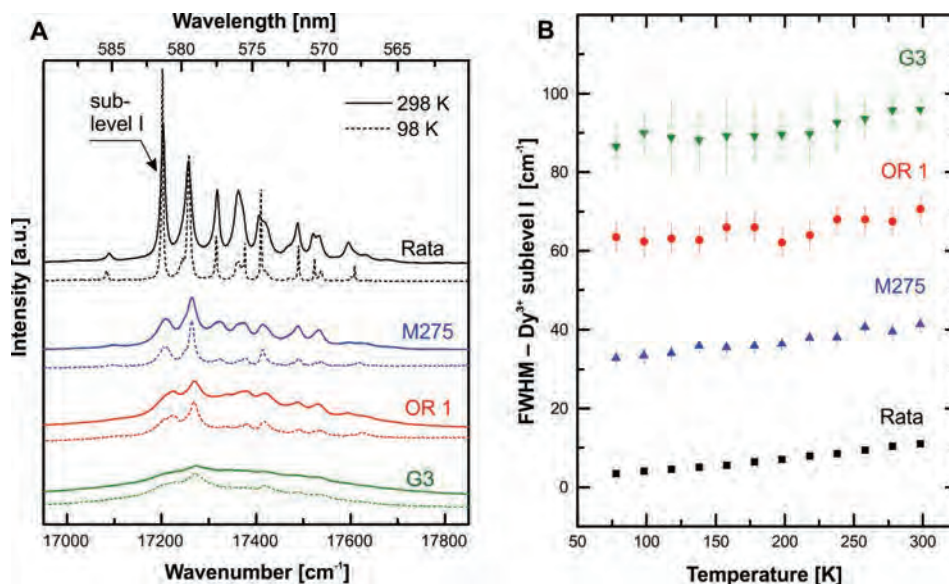 Wavelength [nm]
A
585 580 575 570 565
sub-
level I
298 K
98 K
Rata
M275
OR 1
G3
Intensity [a.u.]
17000 17200 17400 17600 17800
Wavenumber [cm⁻¹]
B
G3
OR 1
M275
Rata
100
80
60
40
20
0
FWHM – Dy³⁺ sublevel I [cm⁻¹]
50 100 150 200 250 300
Temperature [K]